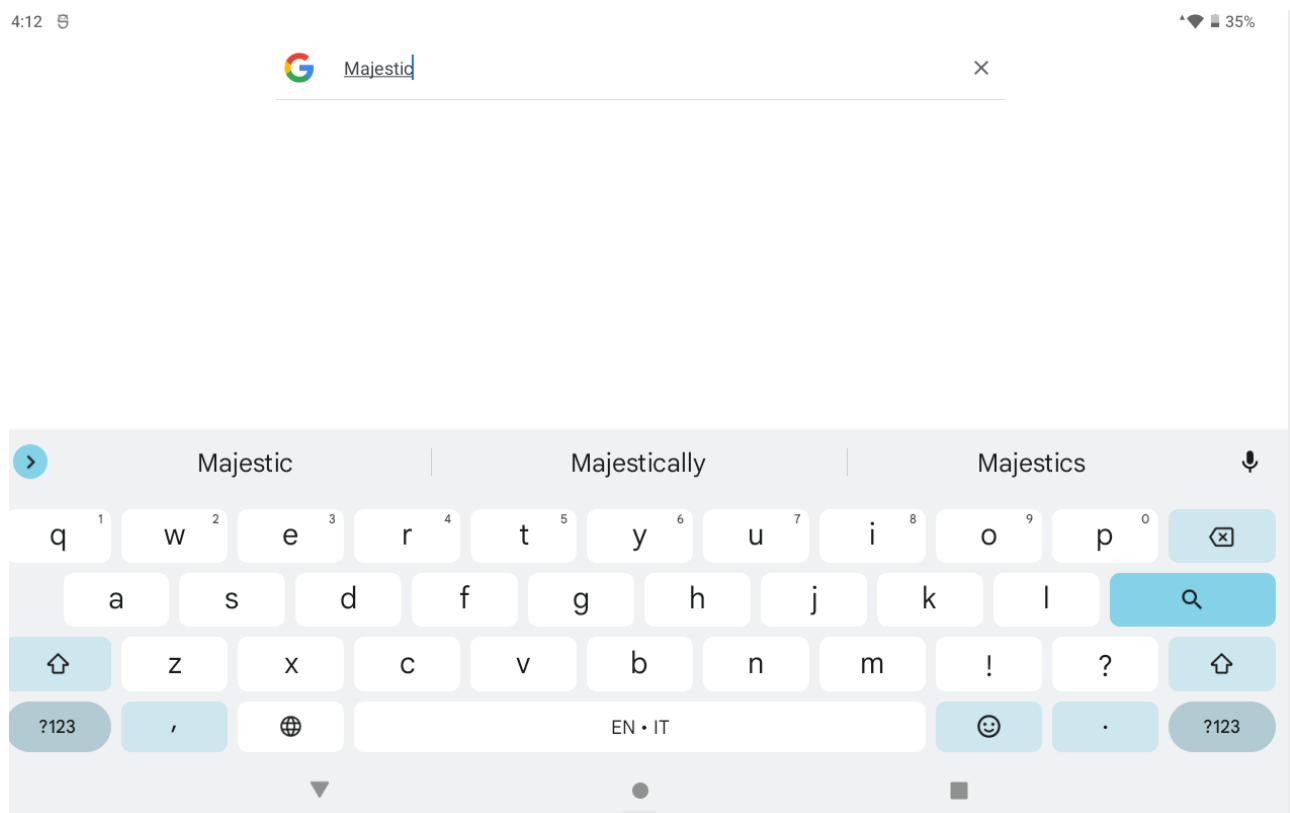 4:12 35%
Majestic
Majestic Majestically Majestics
q 1 w 2 e 3 r 4 t 5 y 6 u 7 i 8 o 9 p 0
a s d f g h j k l
z x c v b n m ! ?
?123 , EN • IT . ?123